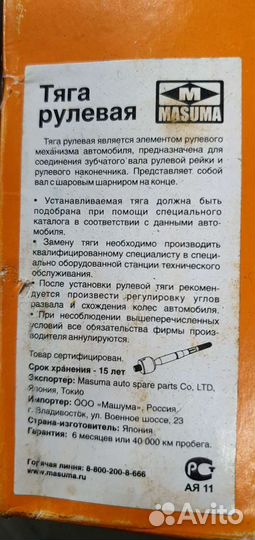 Тяга
рулевая
MASUMA
Тяга рулевая является элементом рулевого
механизма автомобиля, предназначена для
соединения зубчатого вала рулевой рейки и
рулевого наконечника. Представляет собой
вал с шаровым шарниром на конце.
• Устанавливаемая тяга должна быть
подобрана при помощи специального
каталога в соответствии с данными авто-
мобиля.
• Замену тяги необходимо производить
квалифицированному специалисту в специ-
ально оборудованной станции технического
обслуживания.
• После установки рулевой тяги рекоменду-
ется произвести регулировку углов
развала и схождения колес автомобиля.
• При несоблюдении вышеперечисленных
условий все обязательства фирмы произ-
водителя аннулируются.
Товар сертифицирован.
Срок хранения - 15 лет
Экспортер: Masuma auto spare parts Co, LTD,
Япония, Токио
Импортер: ООО «Машума», Россия,
г. Владивосток, ул. Военное шоссе, 23
Страна-изготовитель: Япония
Гарантия: 6 месяцев или 40 000 км пробега.
Горячая линия: 8-800-200-8-666
www.masuma.ru
АЯ 11
Avito